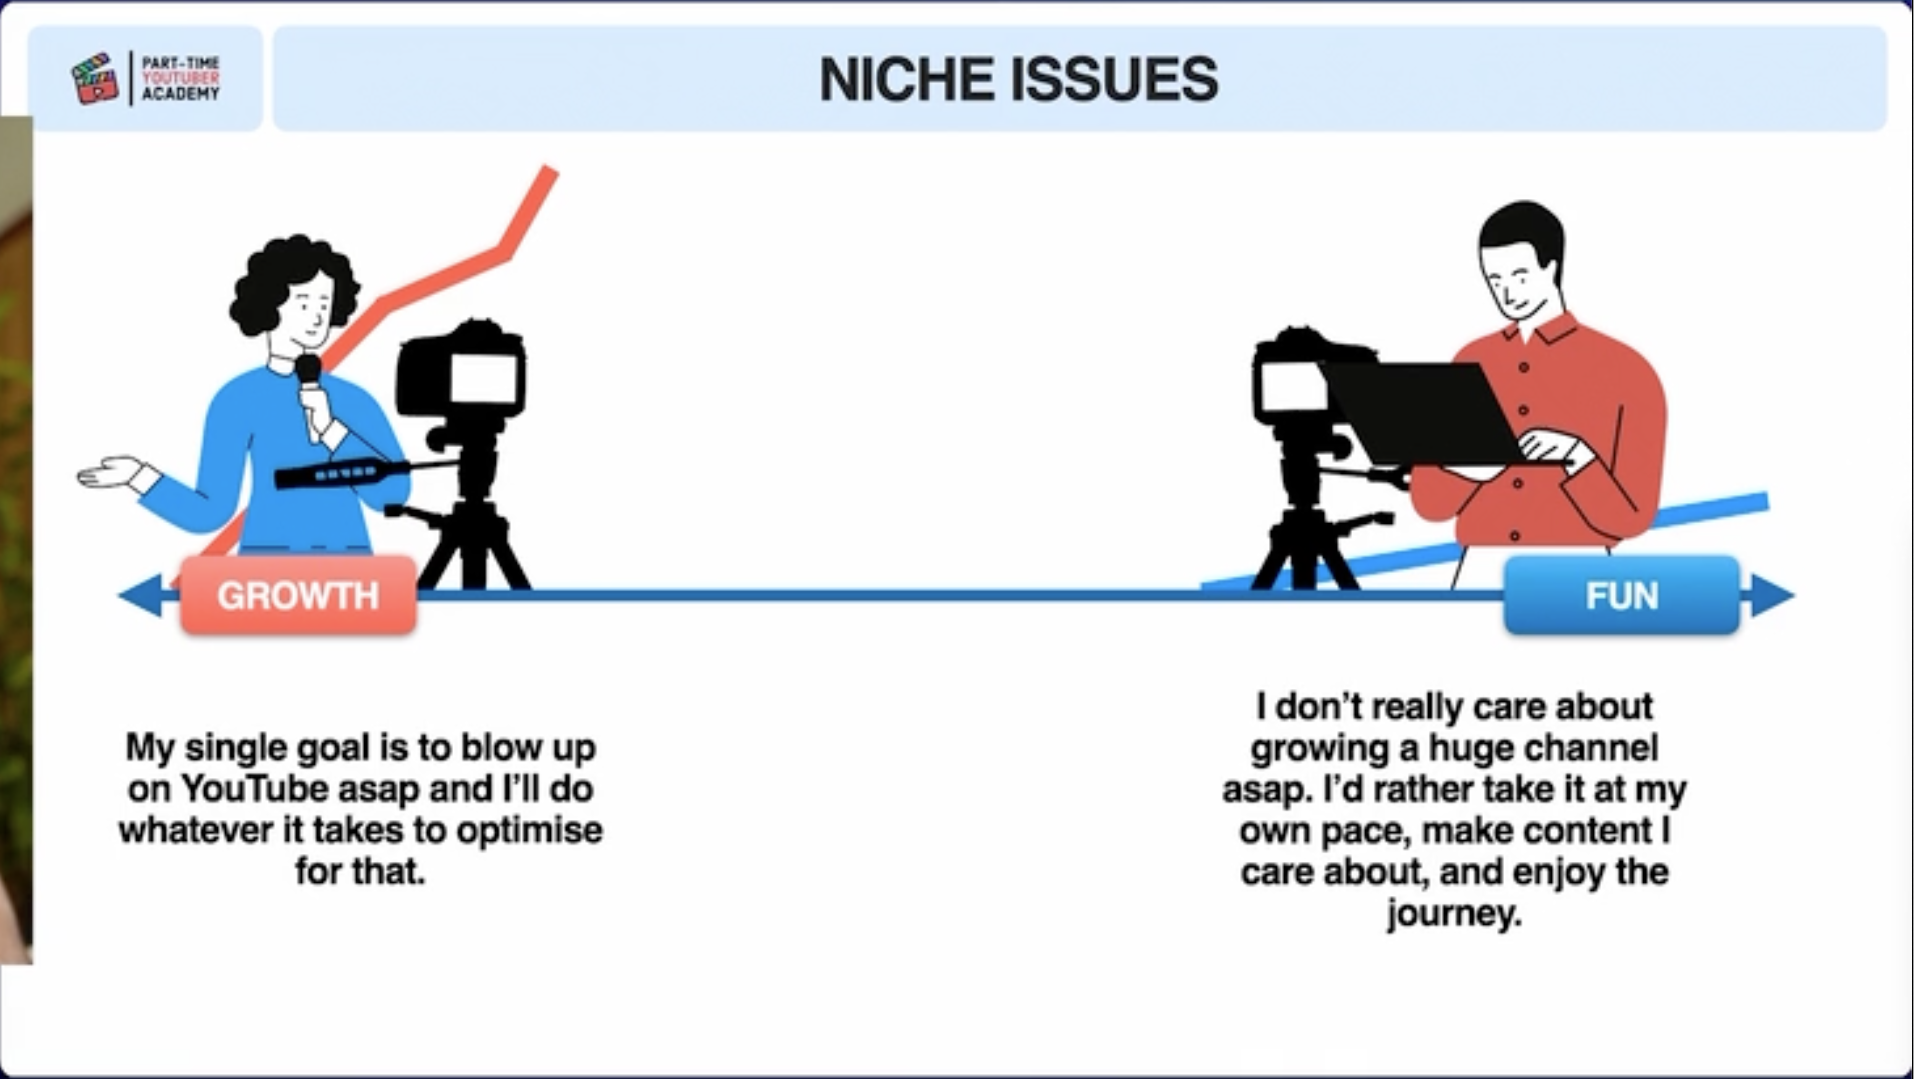 PART-TIME
YOUTUBER
ACADEMY
NICHE ISSUES
GROWTH
FUN
My single goal is to blow up
on YouTube asap and I'll do
whatever it takes to optimise
for that.
I don't really care about
growing a huge channel
asap. I'd rather take it at my
own pace, make content I
care about, and enjoy the
journey.